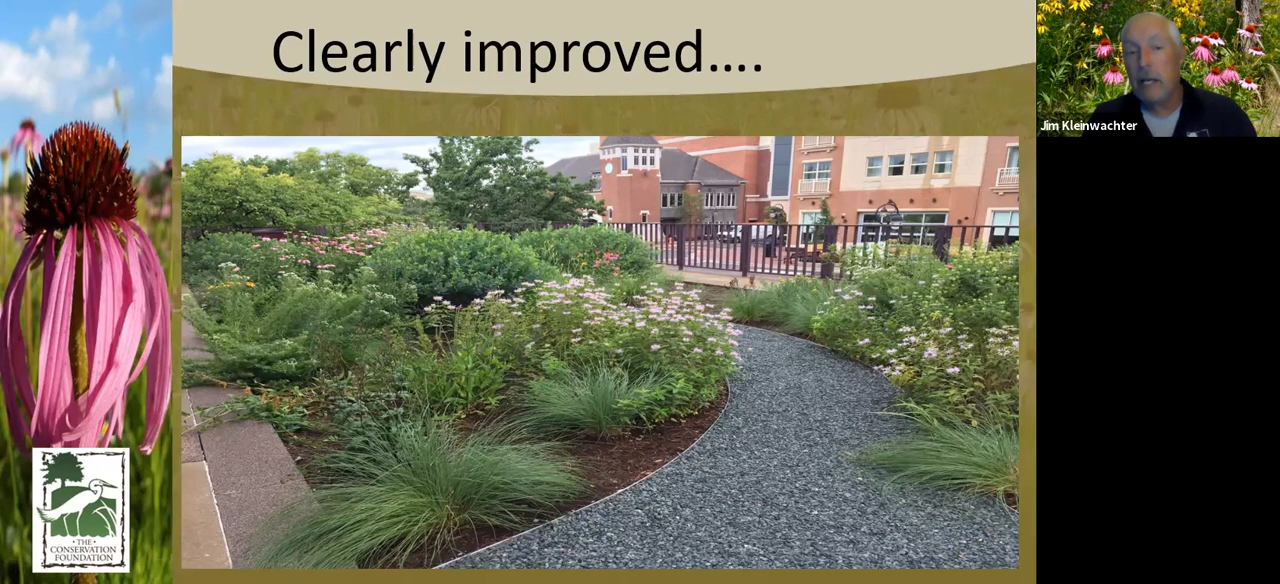 Clearly improved....
Jim Kleinwachter
• THE •
CONSERVATION
FOUNDATION